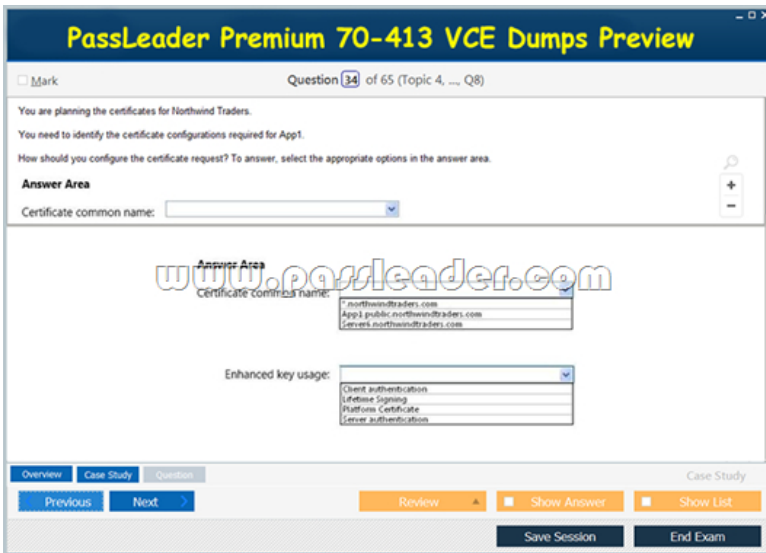 PassLeader Premium 70-413 VCE Dumps Preview
Mark
Question 34 of 65 (Topic 4, ..., Q8)
You are planning the certificates for Northwind Traders.
You need to identify the certificate configurations required for App1.
How should you configure the certificate request? To answer, select the appropriate options in the answer area.
Answer Area
Certificate common name:
Answer Area
www.passleader.com
Certificate common name:
*.northwindtraders.com
App1.public.northwindtraders.com
Server6.northwindtraders.com
Enhanced key usage:
Client authentication
Lifetime Signing
Platform Certificate
Server authentication
Overview Case Study Question Case Study
Previous Next Review Show Answer Show List
Save Session End Exam